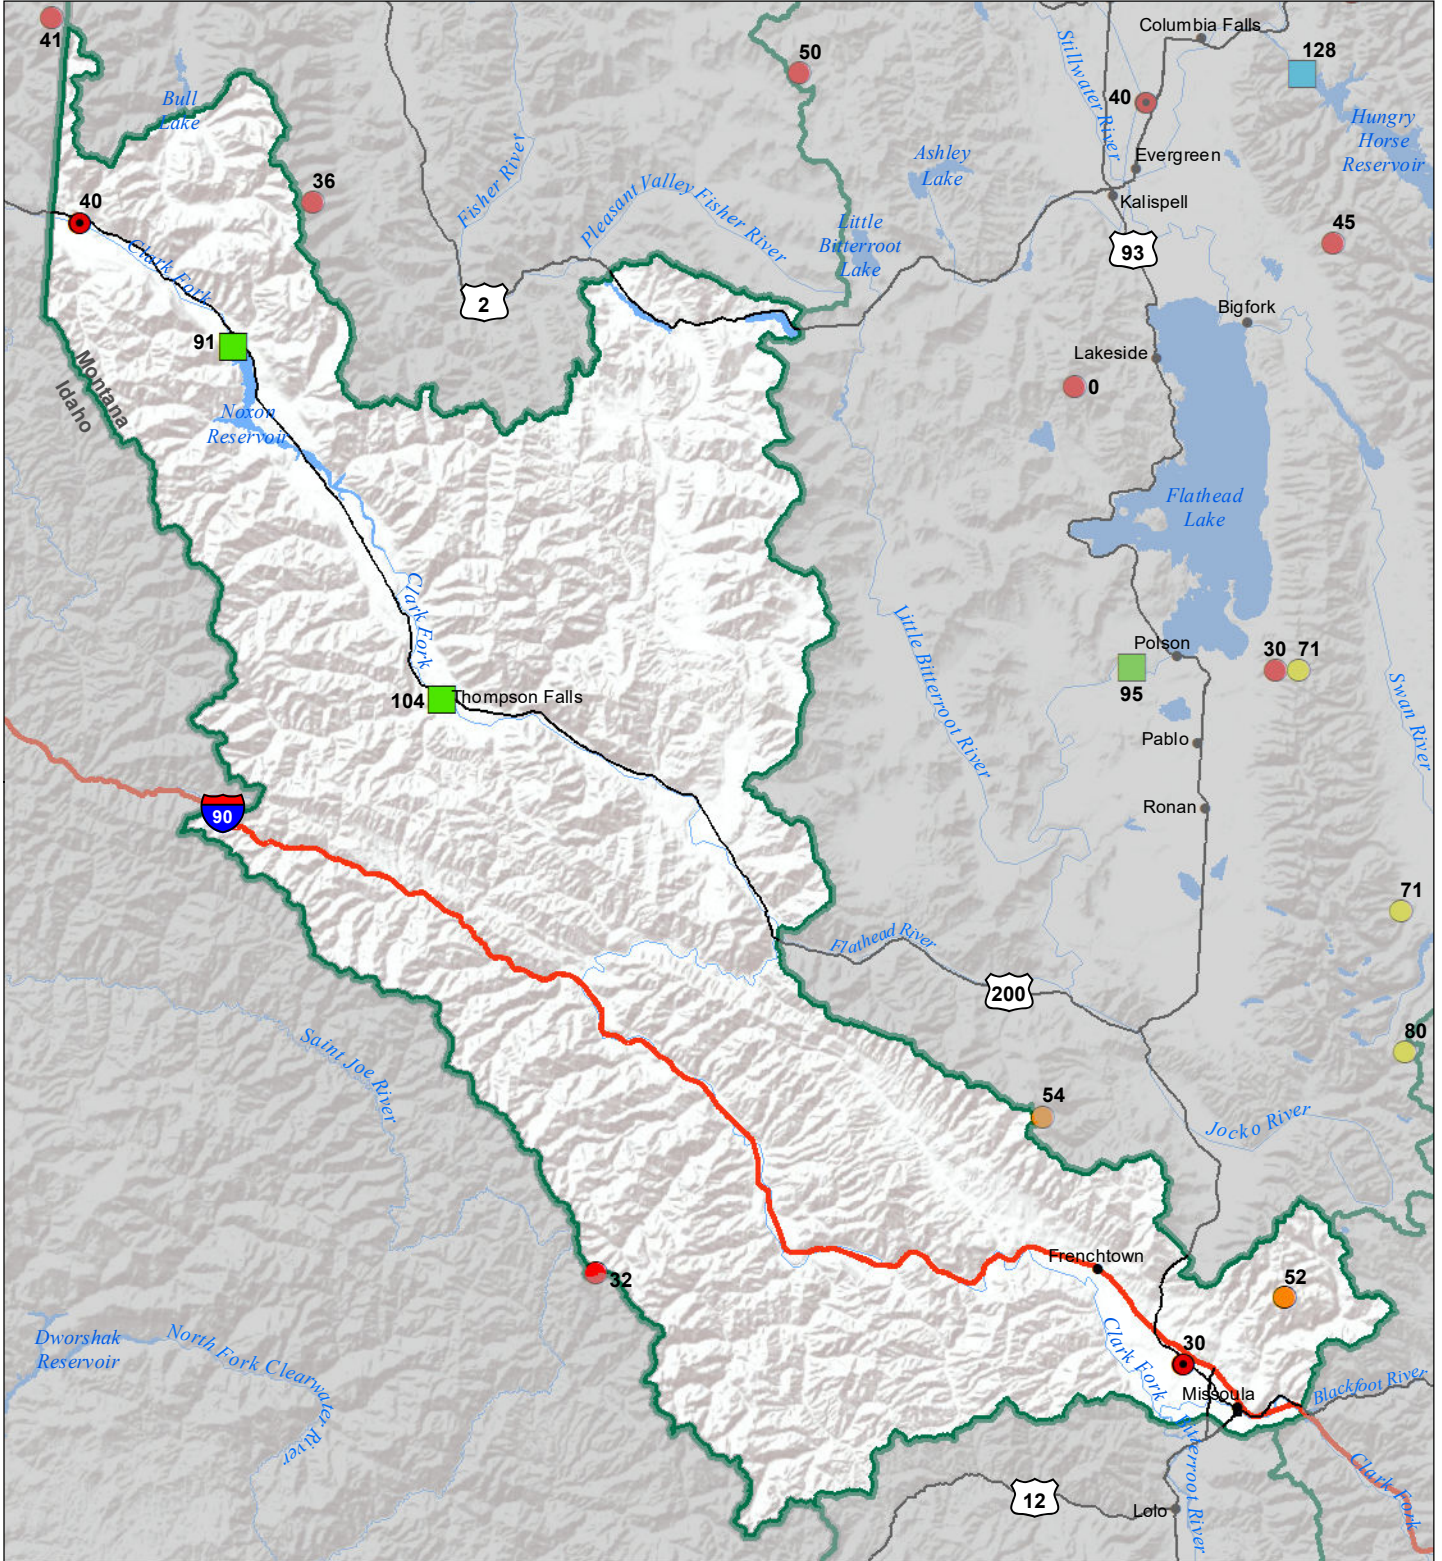 41
Bull
Lake
50
Columbia Falls
128
Stillwater River
40
Hungry
Horse
Reservoir
Ashley
Lake
Evergreen
Fisher River
Pleasant Valley Fisher River
36
40
Kalispell
Little
Bitterroot
Lake
93
45
Clark Fork
2
Bigfork
91
Lakeside
0
Montana
Idaho
Noxon
Reservoir
Flathead
Lake
Clark Fork
Little Bitterroot River
Polson
30
71
95
Swan River
104
Thompson Falls
Pablo
90
Ronan
71
Flathead River
200
Saint Joe River
80
54
Jocko River
Frenchtown
32
52
Dworshak
Reservoir
North Fork Clearwater
River
Clark Fork
30
Missoula
Blackfoot River
Bitterroot River
Clark Fork
12
Lolo